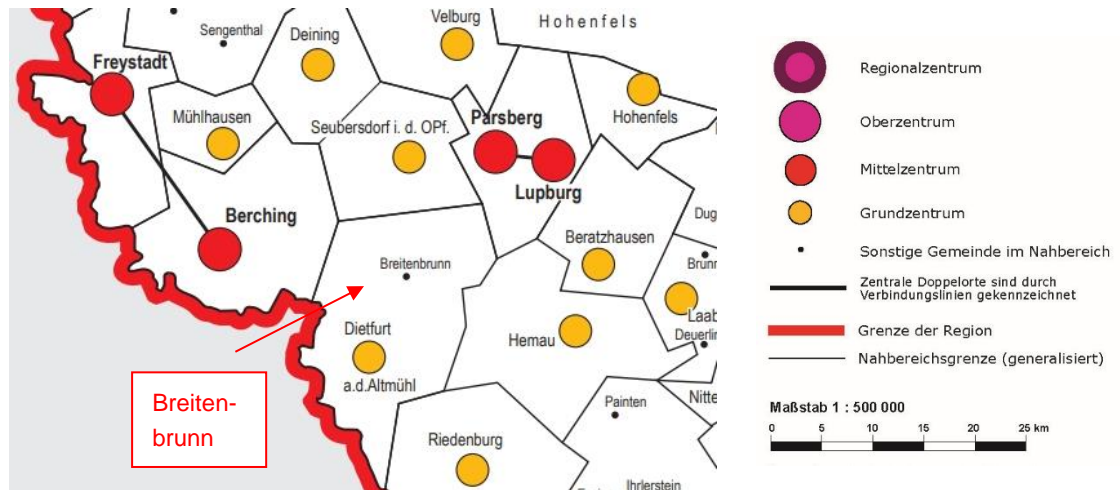 Velburg
Hohenfels
Sengenthal
Deining
Freystadt
Mühlhausen
Seubersdorf i. d. OPf.
Parsberg
Hohenfels
Lupburg
Berching
Beratzhausen
Breitenbrunn
Dietfurt
a.d.Altmühl
Hemau
Painten
Riedenburg
Ihrlerstein
Breiten-
brunn
Regionalzentrum
Oberzentrum
Mittelzentrum
Grundzentrum
Sonstige Gemeinde im Nahbereich
Zentrale Doppelorte sind durch
Verbindungslinien gekennzeichnet
Grenze der Region
Nahbereichsgrenze (generalisiert)
Maßstab 1 : 500 000
0 5 10 15 20 25 km